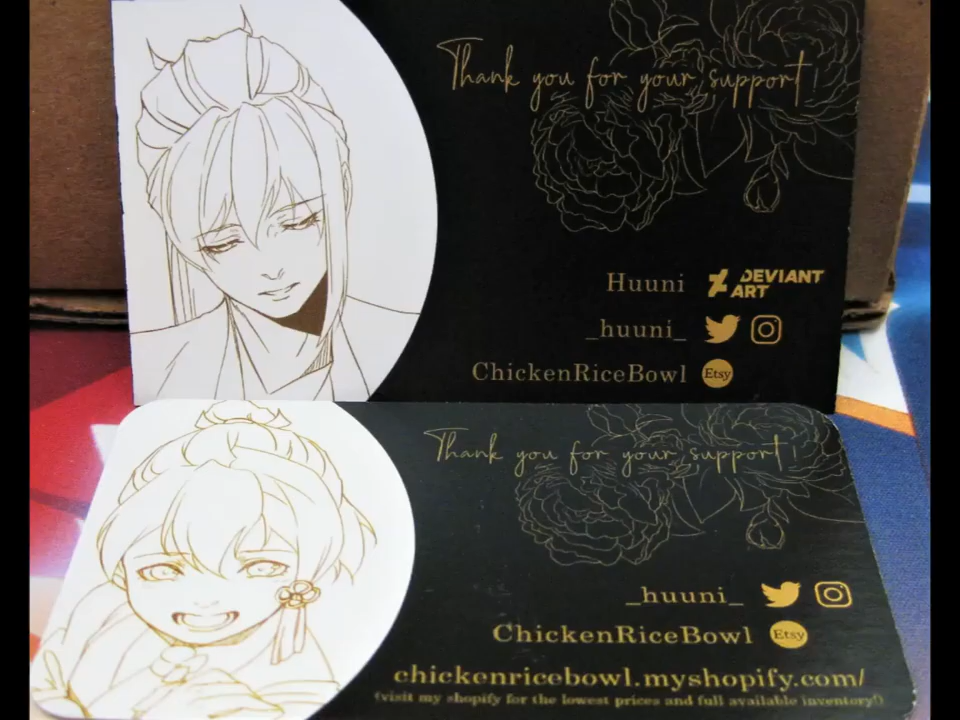 Thank you for your support!
Huuni DEVIANT ART
_huuni_
ChickenRiceBowl Etsy
Thank you for your support!
_huuni_
ChickenRiceBowl Etsy
chickenricebowl.myshopify.com/
(visit my shopify for the lowest prices and full available inventory!)